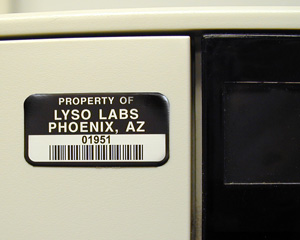 PROPERTY OF
LYSO LABS
PHOENIX, AZ
01951